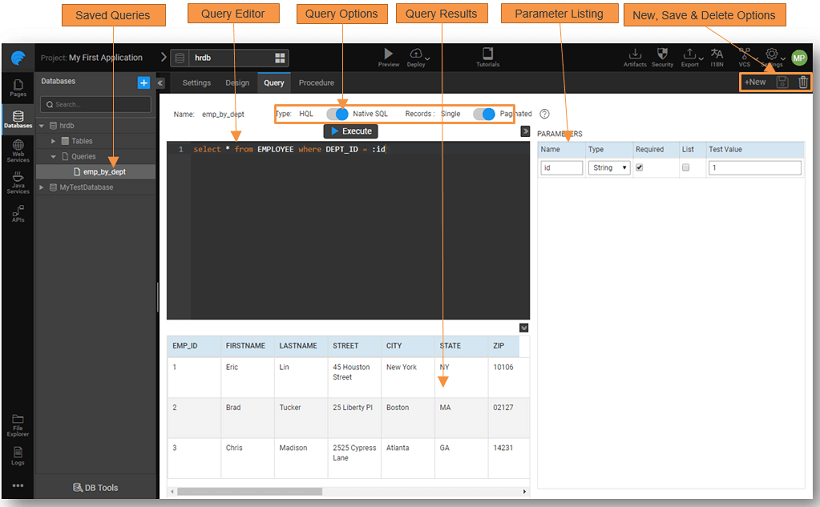 Saved Queries
Query Editor
Query Options
Query Results
Parameter Listing
New, Save & Delete Options
Project: My First Application
hrdb
Preview
Deploy
Tutorials
Artifacts
Security
Export
I18N
VCS
Settings
MP
Pages
Databases
Web Services
Java Services
APIs
File Explorer
Logs
Databases
Search...
hrdb
Tables
Queries
emp_by_dept
MyTestDatabase
DB Tools
Settings
Design
Query
Procedure
+New
Name: emp_by_dept
Type: HQL Native SQL Records : Single Paginated
Execute
1 select * from EMPLOYEE where DEPT_ID = :id
PARAMETERS
Name Type Required List Test Value
id String 1
EMP_ID FIRSTNAME LASTNAME STREET CITY STATE ZIP
1 Eric Lin 45 Houston Street New York NY 10106
2 Brad Tucker 25 Liberty Pl Boston MA 02127
3 Chris Madison 2525 Cypress Lane Atlanta GA 14231